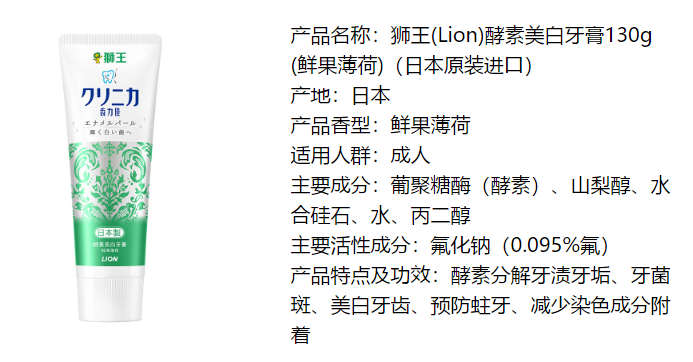 狮王
クリニカ
齿力佳
エナメルパール
輝く白い歯へ
日本製
酵素美白牙膏
鲜果薄荷
LION
产品名称：狮王(Lion)酵素美白牙膏130g
(鲜果薄荷)（日本原装进口）
产地：日本
产品香型：鲜果薄荷
适用人群：成人
主要成分：葡聚糖酶（酵素）、山梨醇、水
合硅石、水、丙二醇
主要活性成分：氟化钠（0.095%氟）
产品特点及功效：酵素分解牙渍牙垢、牙菌
斑、美白牙齿、预防蛀牙、减少染色成分附
着